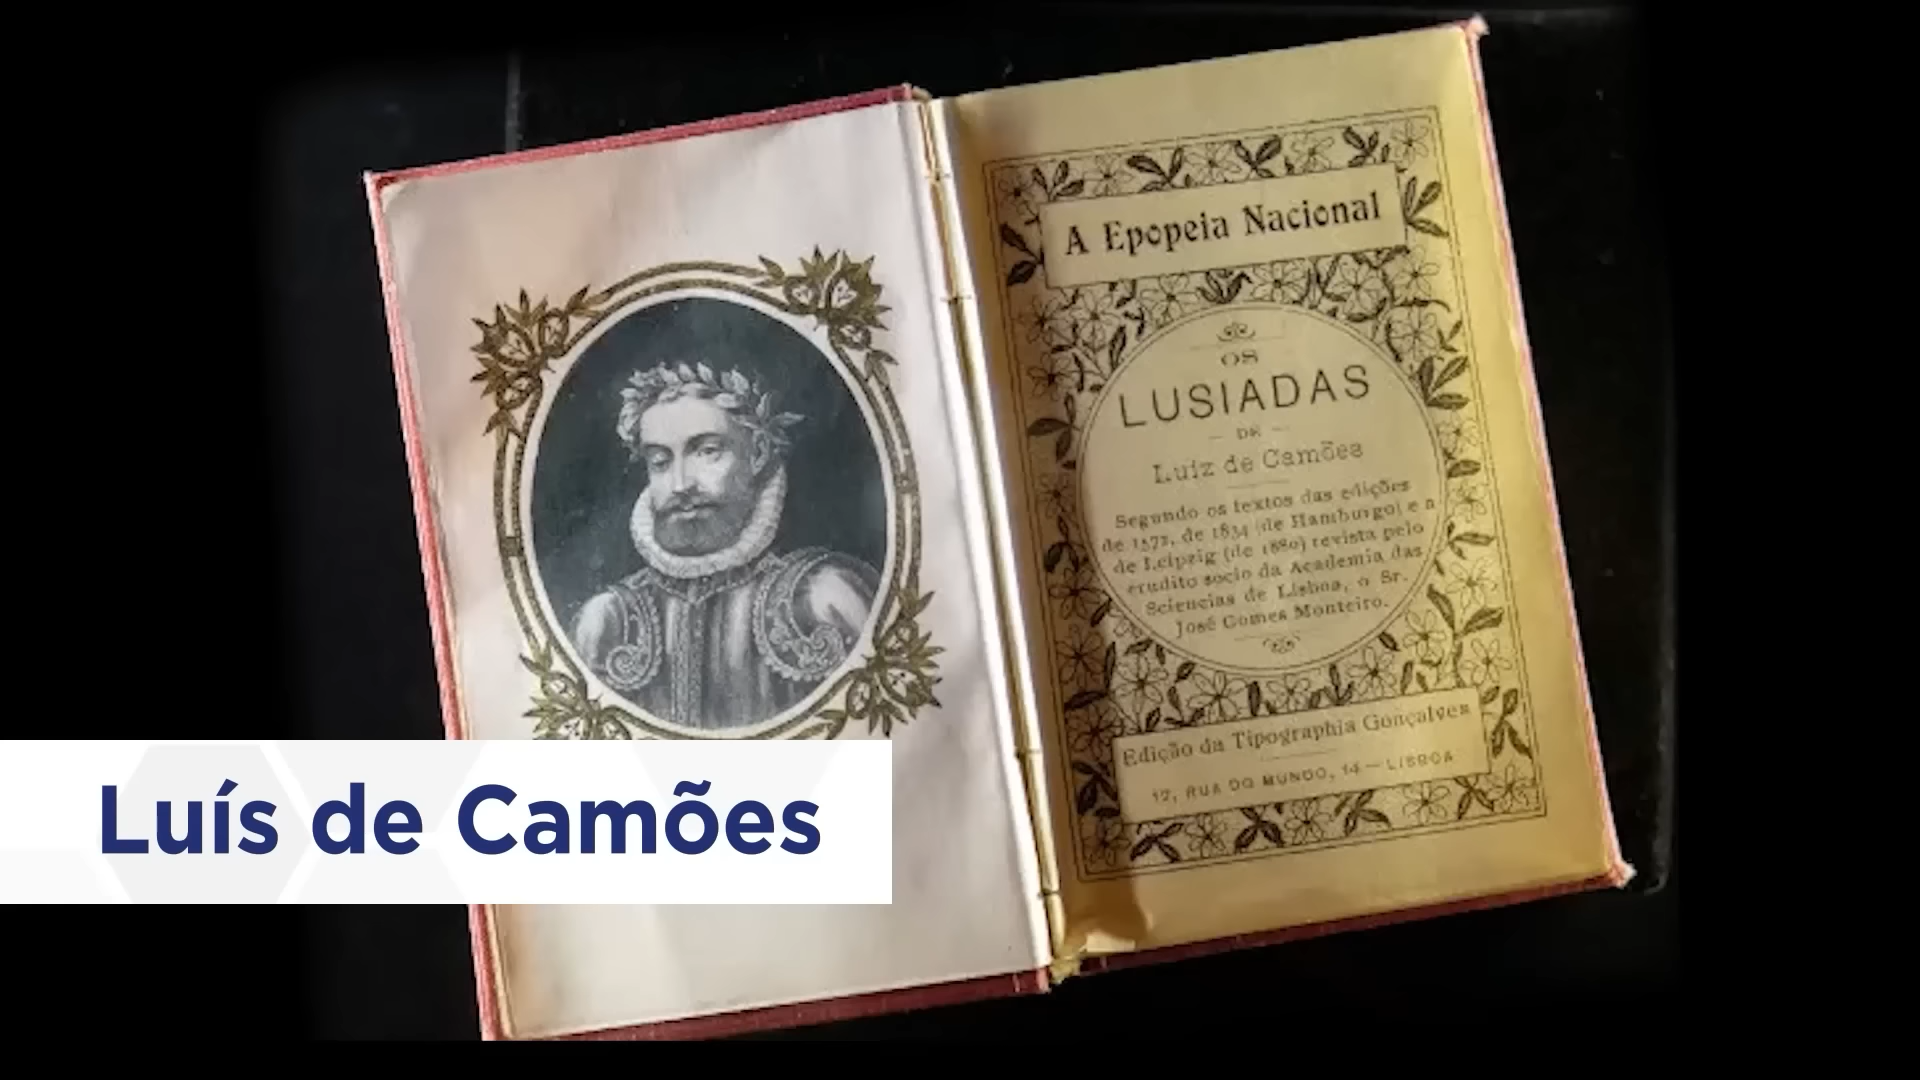 A Epopeia Nacional
OS
LUSIADAS
DE
Luiz de Camões
Segundo os textos das edições
de 1572, de 1834 (de Hamburgo) e a
de Leipzig (de 1880) revista pelo
erudito socio da Academia das
Sciencias de Lisboa, o Sr.
José Gomes Monteiro.
Edição da Tipographia Gonçalves
12, RUA DO MUNDO, 14 — LISBOA
Luís de Camões